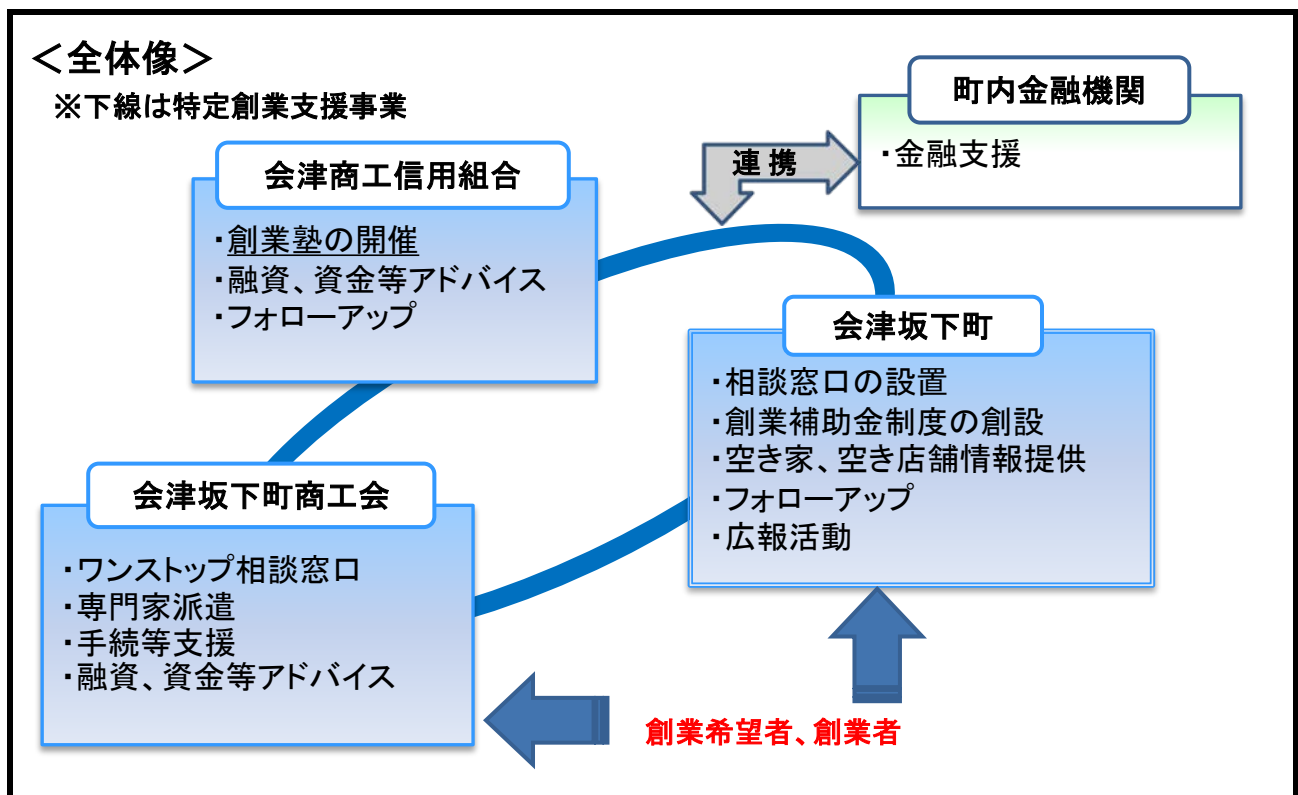 ＜全体像＞
※下線は特定創業支援事業
町内金融機関
・金融支援
連携
会津商工信用組合
・創業塾の開催
・融資、資金等アドバイス
・フォローアップ
会津坂下町
・相談窓口の設置
・創業補助金制度の創設
・空き家、空き店舗情報提供
・フォローアップ
・広報活動
会津坂下町商工会
・ワンストップ相談窓口
・専門家派遣
・手続等支援
・融資、資金等アドバイス
創業希望者、創業者